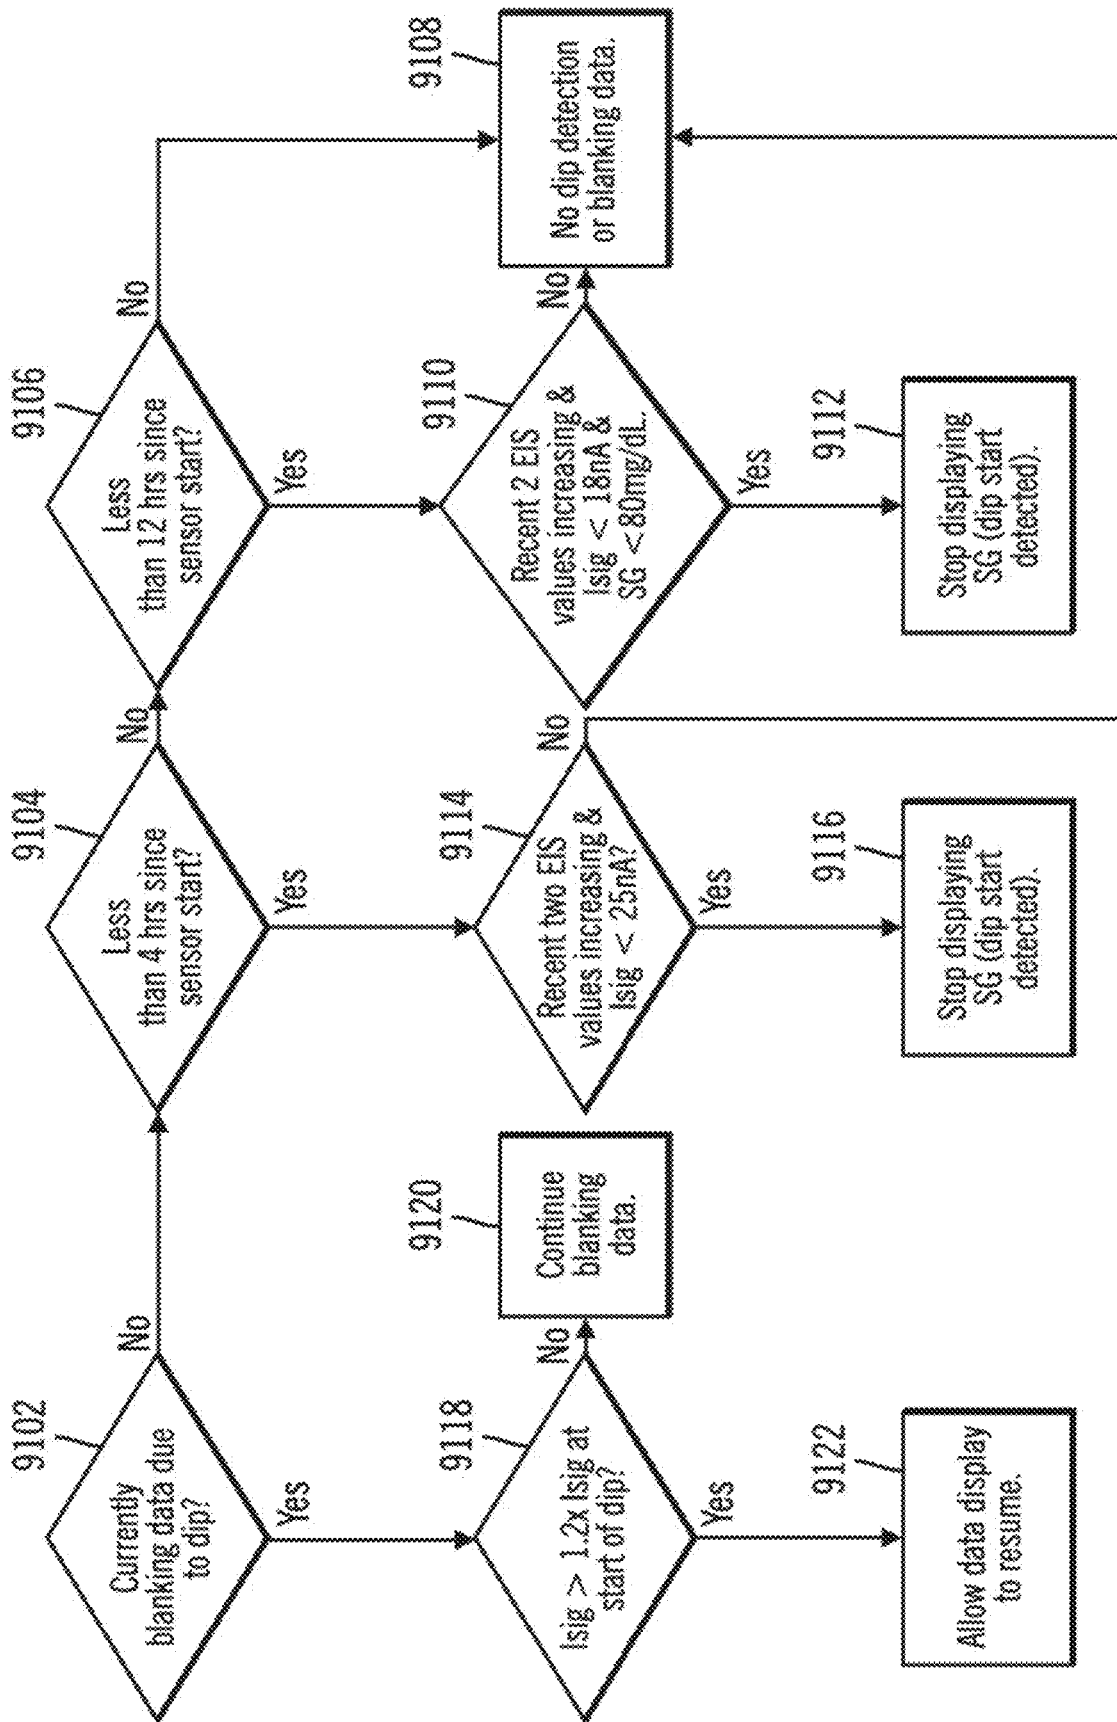 9102
Currently
blanking data due
to dip?
No
Yes
9104
Less
than 4 hrs since
sensor start?
No
Yes
9106
Less
than 12 hrs since
sensor start?
No
Yes
9108
No dip detection
or blanking data.
9118
Isig > 1.2x Isig at
start of dip?
No
Yes
9120
Continue
blanking
data.
9114
Recent two EIS
values increasing &
Isig < 25nA?
No
Yes
9110
Recent 2 EIS
values increasing &
Isig < 18nA &
SG <80mg/dL.
No
Yes
9122
Allow data display
to resume.
9116
Stop displaying
SG (dip start
detected).
9112
Stop displaying
SG (dip start
detected).